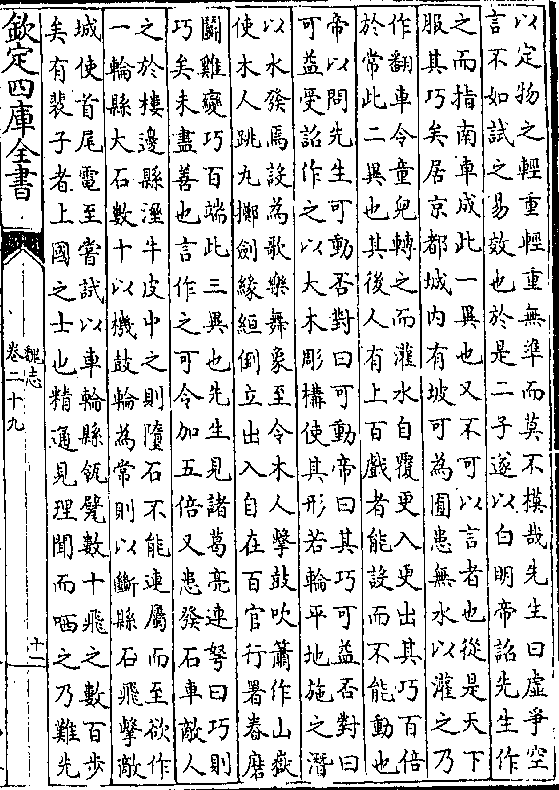 以定物之輕重輕重無準而莫不模哉先生曰虛爭空
言不如試之易效也於是二子遂以白明帝詔先生作
之而指南車成此一異也又不可以言者也從是天下
服其巧矣居京都城內有坡可為囿患無水以灌之乃
作翻車令童兒轉之而灌水自覆更入更出其巧百倍
於常此二異也其後人有上百戲者能設而不能動也
帝以問先生可動否對曰可動帝曰其巧可益否對曰
可益受詔作之以大木彫構使其形若輪平地施之潛
以水發焉設為歌樂舞象至令木人擊鼓吹簫作山嶽
使木人跳丸擲劍緣絙倒立出入自在百官行署舂磨
鬭雞變巧百端此三異也先生見諸葛亮連弩曰巧則
巧矣未盡善也言作之可令加五倍又患發石車敵人
之於樓邊縣溼牛皮中之則墮石不能連屬而至欲作
一輪縣大石數十以機鼓輪為常則以斷縣石飛擊敵
城使首尾電至嘗試以車輪縣瓴甓數十飛之數百步
矣有裴子者上國之士也精通見理聞而哂之乃難先
欽定四庫全書
魏志
卷二十九
十二